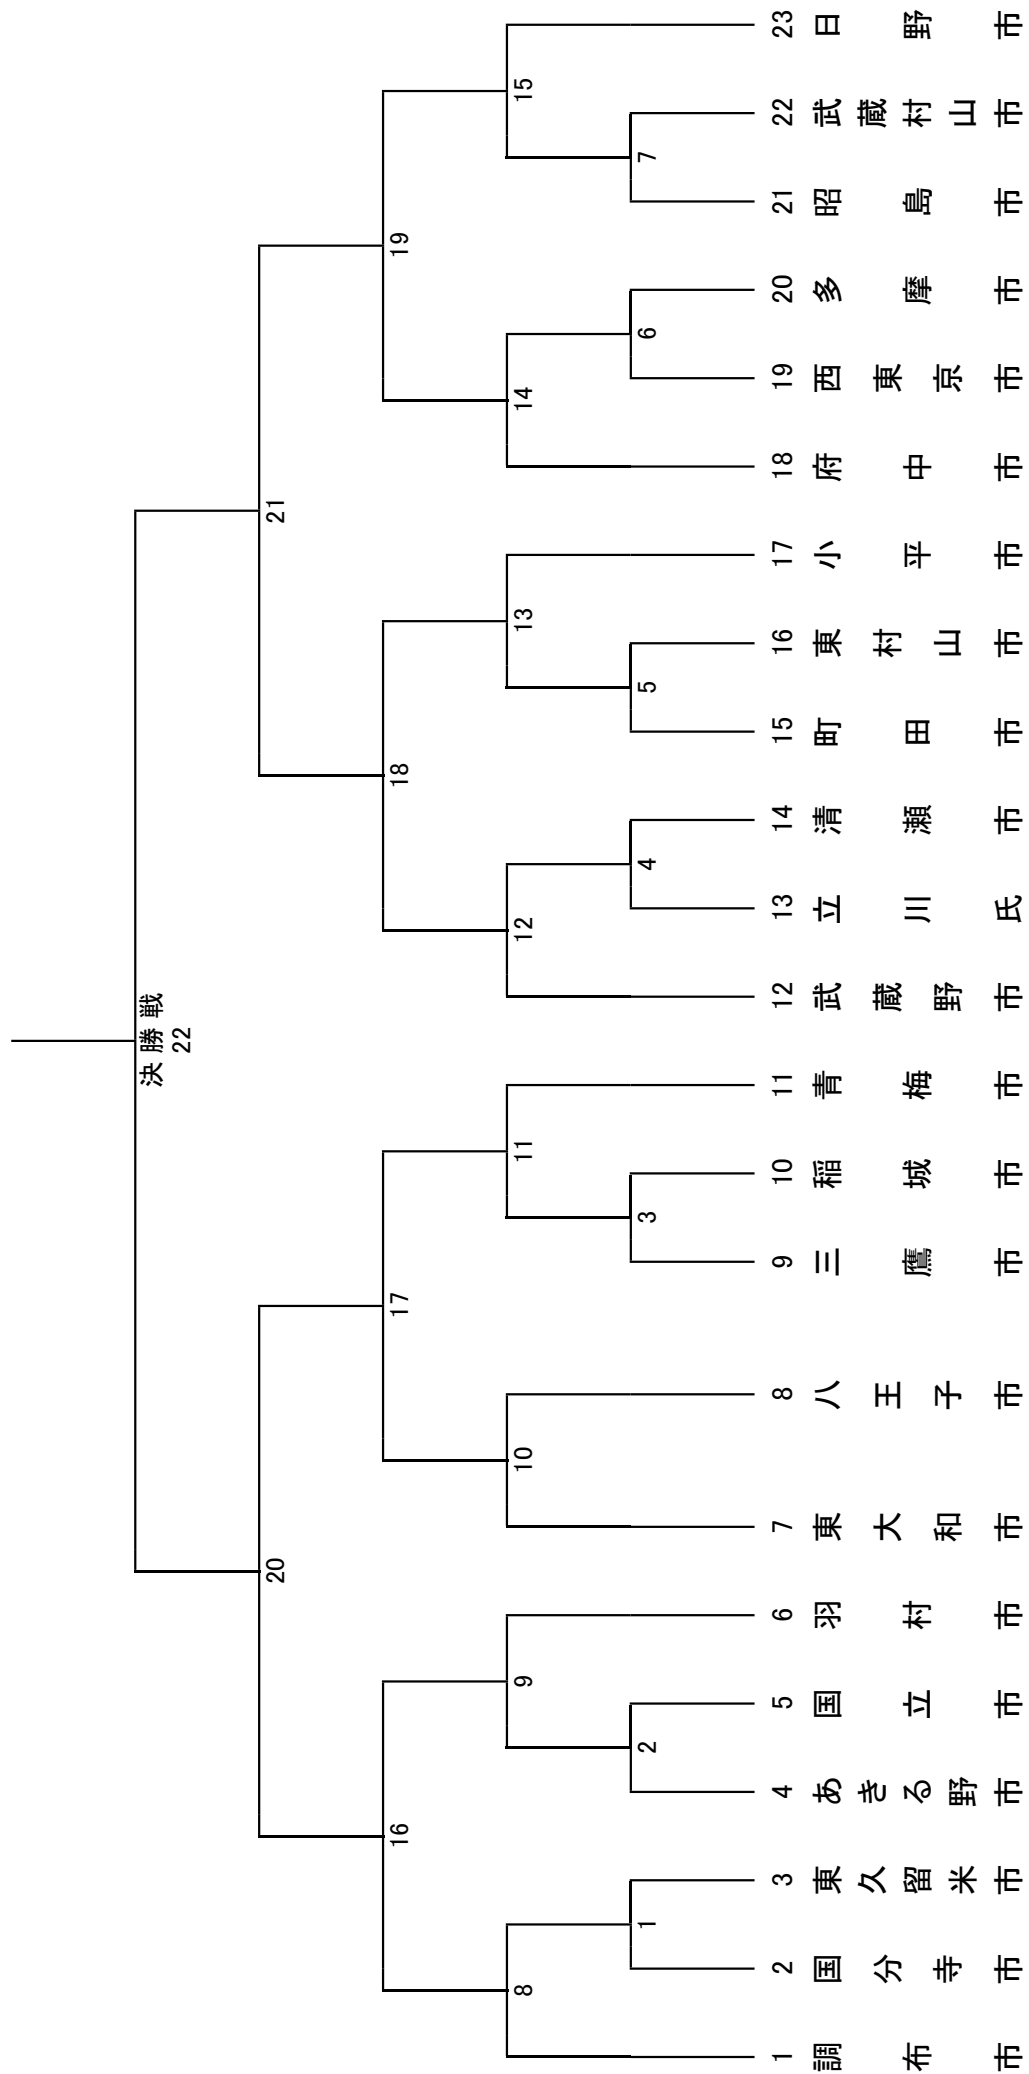 決勝戦
22
20
21
16
17
18
19
8
9
10
11
12
13
14
15
1
2
3
4
5
6
7
1 調布市
2 国分寺市
3 東久留米市
4 あきる野市
5 国立市
6 羽村市
7 東大和市
8 八王子市
9 三鷹市
10 稲城市
11 青梅市
12 武蔵野市
13 立川氏
14 清瀬市
15 町田市
16 東村山市
17 小平市
18 府中市
19 西東京市
20 多摩市
21 昭島市
22 武蔵村山市
23 日野市